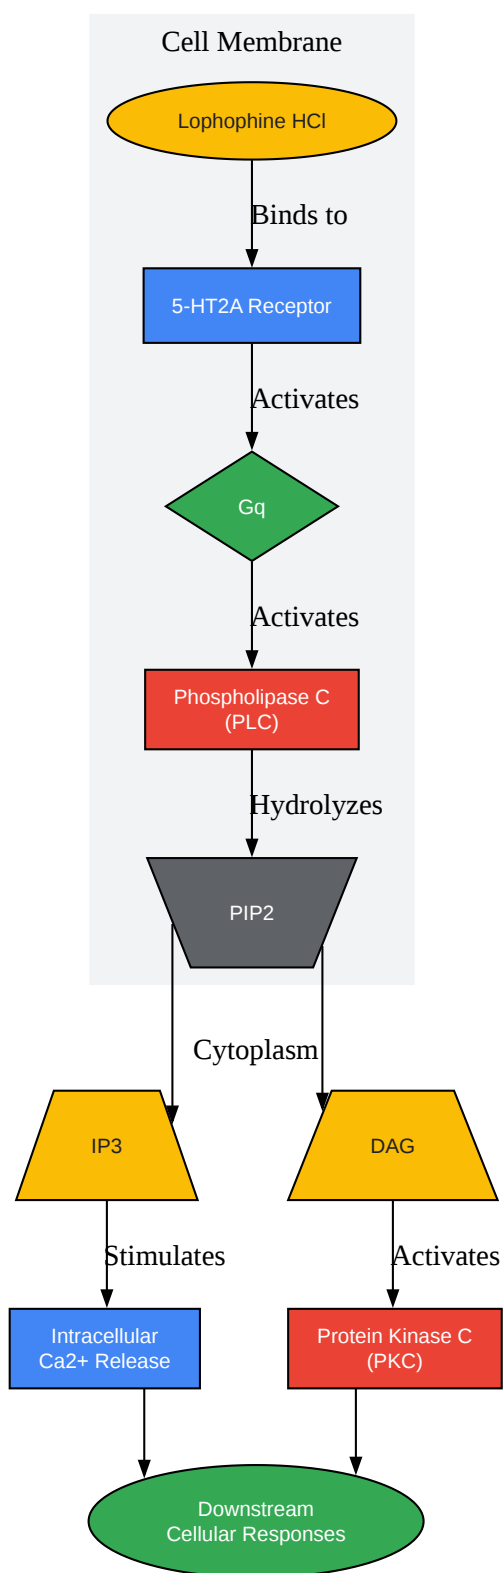 Cell Membrane
Lophophine HCl
Binds to
5-HT2A Receptor
Activates
Gq
Activates
Phospholipase C
(PLC)
Hydrolyzes
PIP2
Cytoplasm
IP3
DAG
Stimulates
Activates
Intracellular
Ca2+ Release
Protein Kinase C
(PKC)
Downstream
Cellular Responses